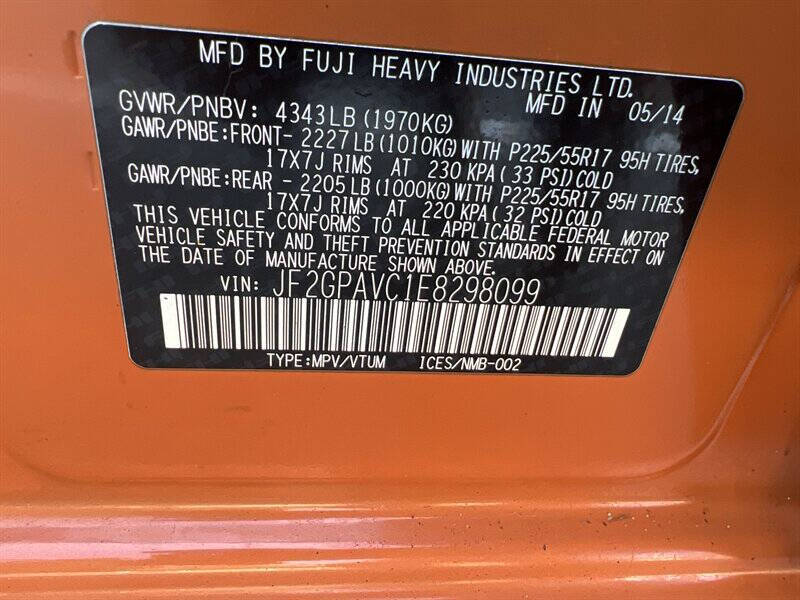 MFD BY FUJI HEAVY INDUSTRIES LTD.
MFD IN 05/14
GVWR/PNBV: 4343LB (1970KG)
GAWR/PNBE:FRONT- 2227LB (1010KG) WITH P225/55R17 95H TIRES,
17X7J RIMS AT 230 KPA ( 33 PSI) COLD
GAWR/PNBE:REAR - 2205LB (1000KG) WITH P225/55R17 95H TIRES,
17X7J RIMS AT 220 KPA ( 32 PSI) COLD
THIS VEHICLE CONFORMS TO ALL APPLICABLE FEDERAL MOTOR
VEHICLE SAFETY AND THEFT PREVENTION STANDARDS IN EFFECT ON
THE DATE OF MANUFACTURE SHOWN ABOVE.
VIN: JF2GPAVC1E8298099
TYPE:MPV/VTUM ICES/NMB-002